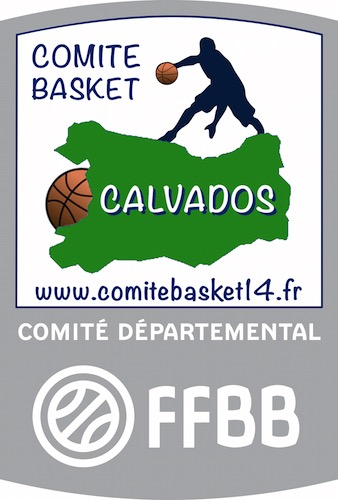 COMITE
BASKET
CALVADOS
www.comitebasket14.fr
COMITÉ DÉPARTEMENTAL
FFBB